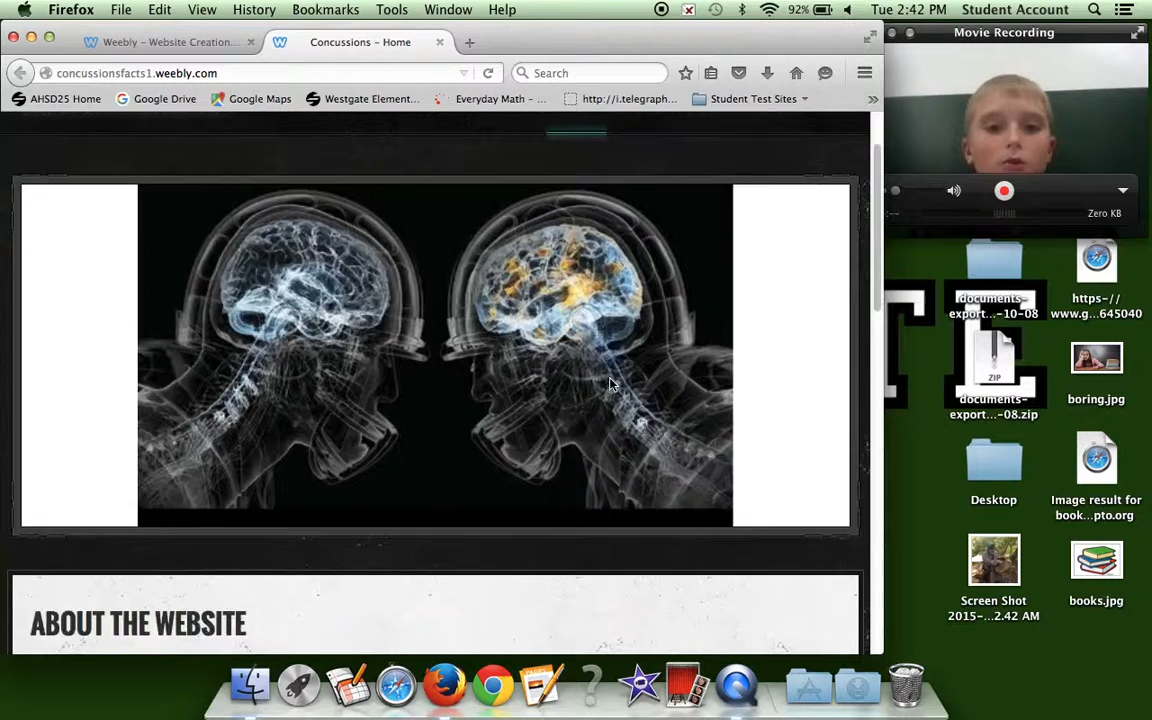 Firefox File Edit View History Bookmarks Tools Window Help 92% Tue 2:42 PM Student Account
Weebly – Website Creation... Concussions – Home
Movie Recording
concussionsfacts1.weebly.com Search
AHSD25 Home Google Drive Google Maps Westgate Element... Everyday Math – ... http://i.telegraph... Student Test Sites
Zero KB
documents-export...-10-08
https-//www.g...645040
ZIP
documents-export...-08.zip
boring.jpg
Desktop
Image result for book...pto.org
Screen Shot 2015-...2.42 AM
books.jpg
ABOUT THE WEBSITE